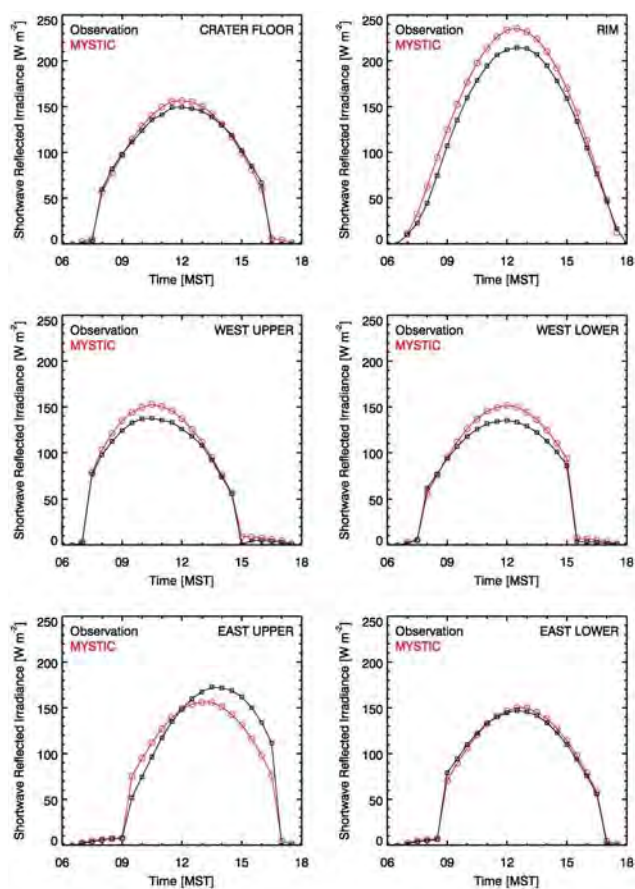 Observation CRATER FLOOR
MYSTIC
Shortwave Reflected Irradiance [W m⁻²]
250
200
150
100
50
0
06 09 12 15 18
Time [MST]
Observation RIM
MYSTIC
Shortwave Reflected Irradiance [W m⁻²]
250
200
150
100
50
0
06 09 12 15 18
Time [MST]
Observation WEST UPPER
MYSTIC
Shortwave Reflected Irradiance [W m⁻²]
250
200
150
100
50
0
06 09 12 15 18
Time [MST]
Observation WEST LOWER
MYSTIC
Shortwave Reflected Irradiance [W m⁻²]
250
200
150
100
50
0
06 09 12 15 18
Time [MST]
Observation EAST UPPER
MYSTIC
Shortwave Reflected Irradiance [W m⁻²]
250
200
150
100
50
0
06 09 12 15 18
Time [MST]
Observation EAST LOWER
MYSTIC
Shortwave Reflected Irradiance [W m⁻²]
250
200
150
100
50
0
06 09 12 15 18
Time [MST]